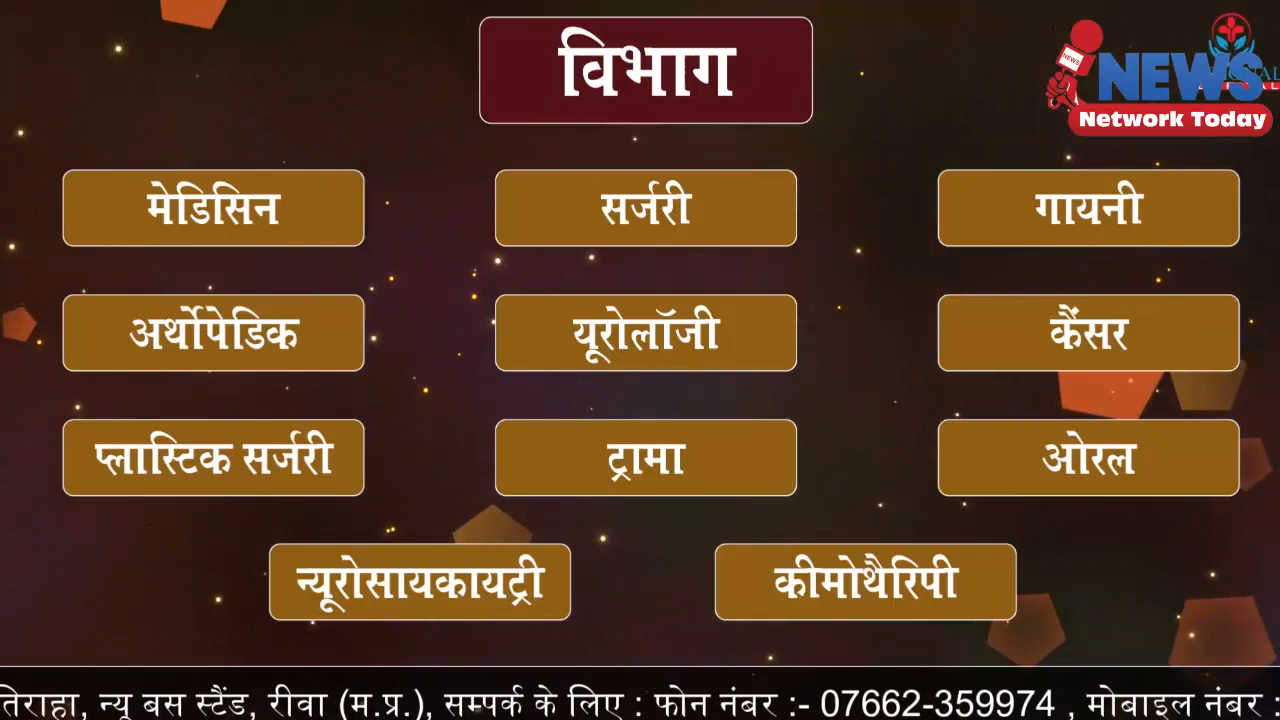 विभाग
NEWS
NEWS
Network Today
मेडिसिन
सर्जरी
गायनी
अर्थोपेडिक
यूरोलॉजी
कैंसर
प्लास्टिक सर्जरी
ट्रामा
ओरल
न्यूरोसायकायट्री
कीमोथैरिपी
तिराहा, न्यू बस स्टैंड, रीवा (म.प्र.), सम्पर्क के लिए : फोन नंबर :- 07662-359974 , मोबाइल नंबर :